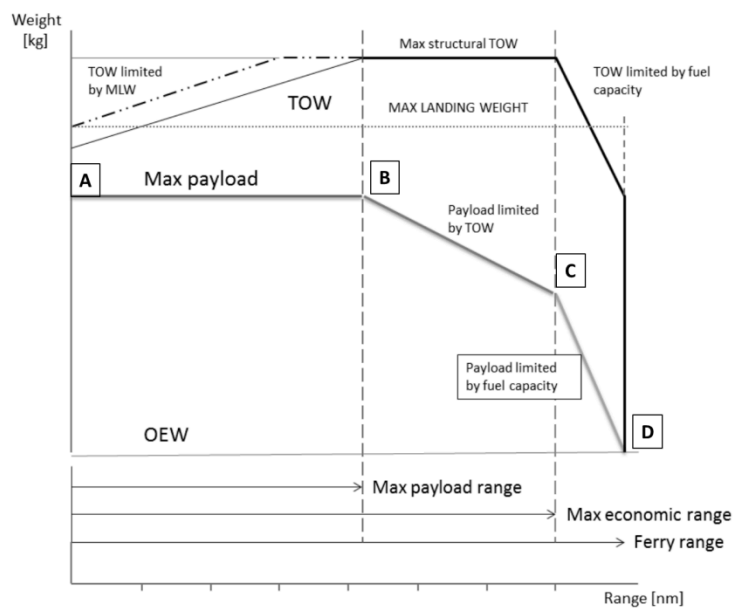 Weight
[kg]
Max structural TOW
TOW limited
by MLW
TOW limited by fuel
capacity
TOW
MAX LANDING WEIGHT
A
Max payload
B
Payload limited
by TOW
C
Payload limited
by fuel capacity
OEW
D
Max payload range
Max economic range
Ferry range
Range [nm]